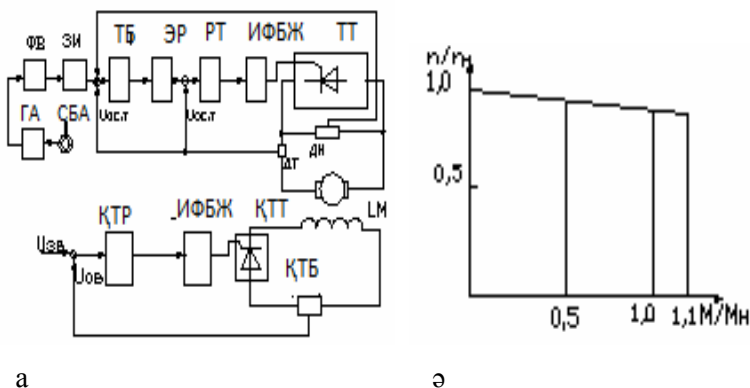 ФВ ЗИ ТБ ЭР РТ ИФБЖ ТТ
ГА СБА Uос.т Uос.т
ДТ ДН
ҚТР ИФБЖ ҚТТ LM
Uзв
Uов
ҚТБ
n/nн
1,0
0,5
0,5 1,0 1,1 М/Мн
а ә